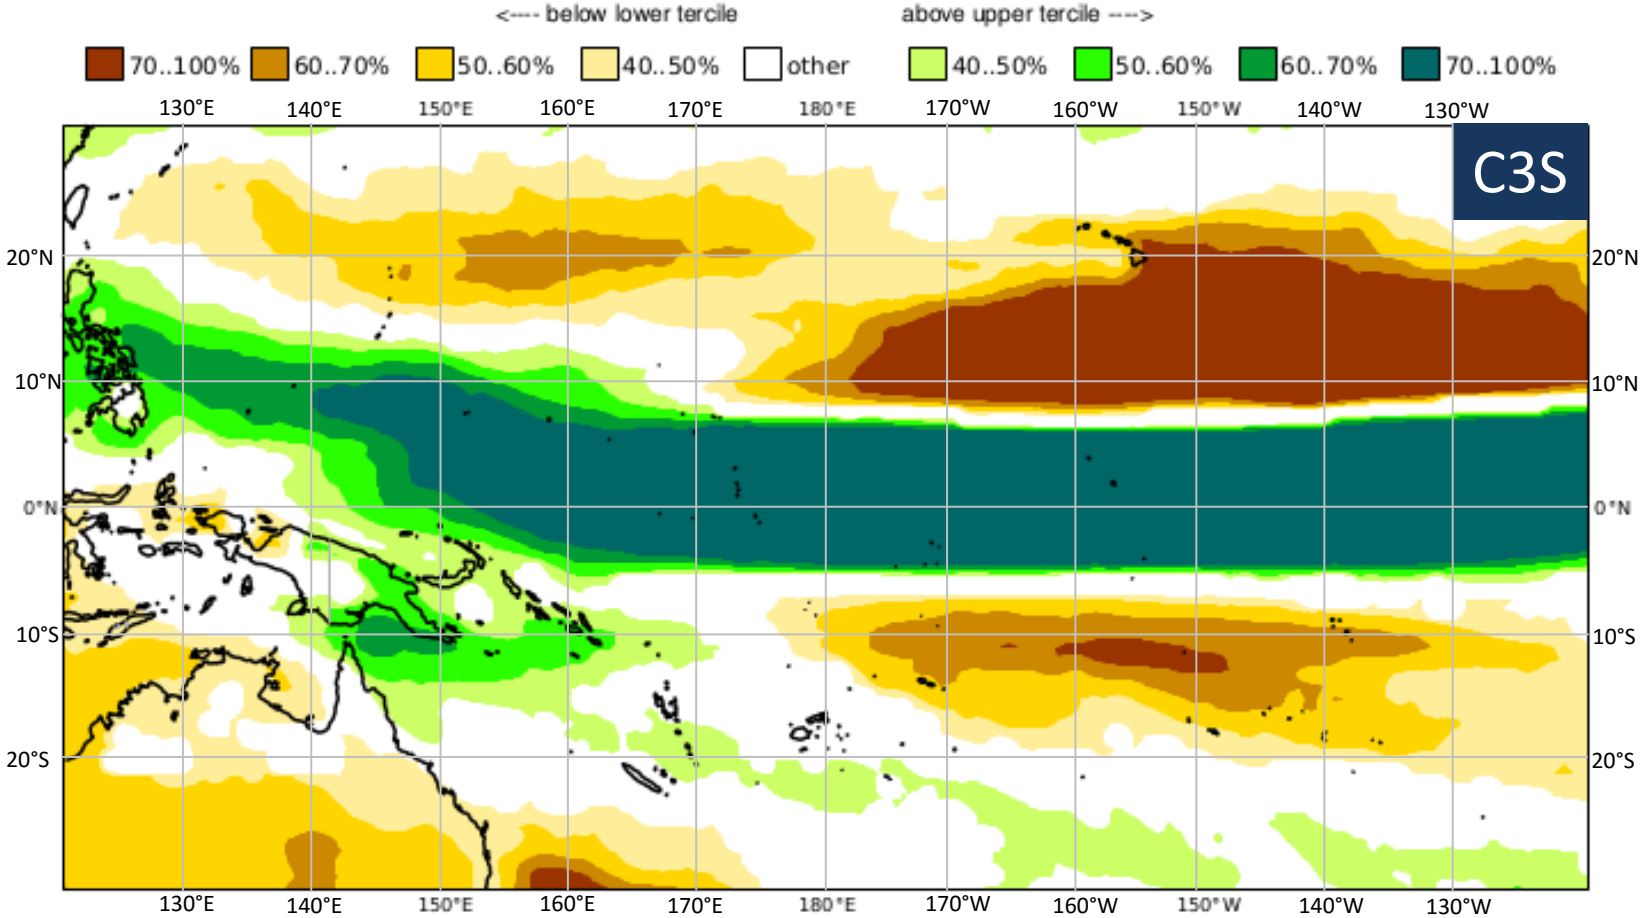 <---- below lower tercile above upper tercile ---->
70..100% 60..70% 50..60% 40..50% other 40..50% 50..60% 60..70% 70..100%
130°E 140°E 150°E 160°E 170°E 180°E 170°W 160°W 150°W 140°W 130°W
C3S
20°N 20°N
10°N 10°N
0°N 0°N
10°S 10°S
20°S 20°S
130°E 140°E 150°E 160°E 170°E 180°E 170°W 160°W 150°W 140°W 130°W